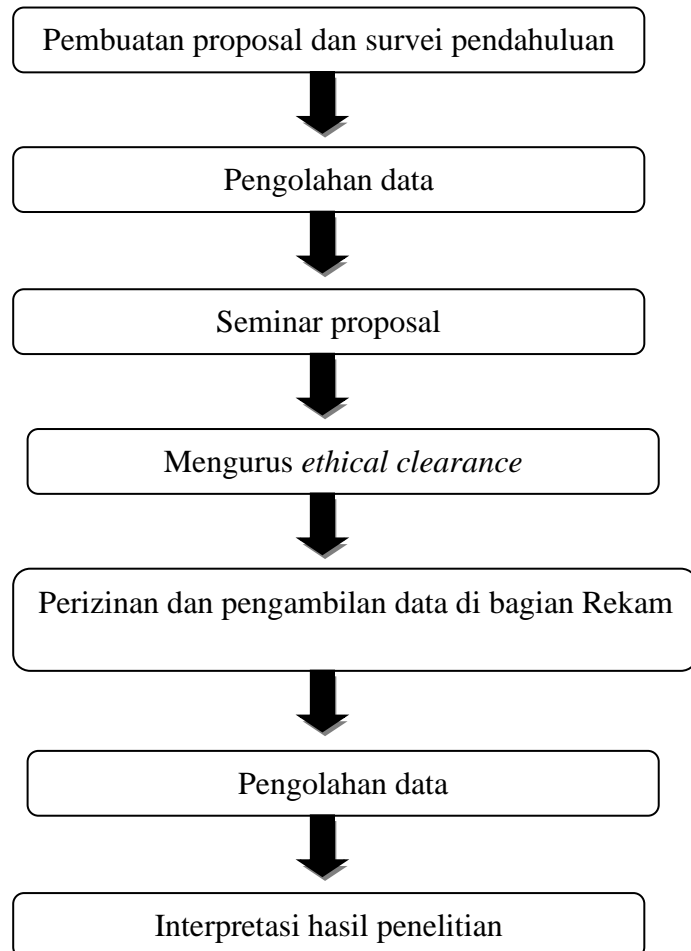 Pembuatan proposal dan survei pendahuluan
Pengolahan data
Seminar proposal
Mengurus ethical clearance
Perizinan dan pengambilan data di bagian Rekam
Pengolahan data
Interpretasi hasil penelitian